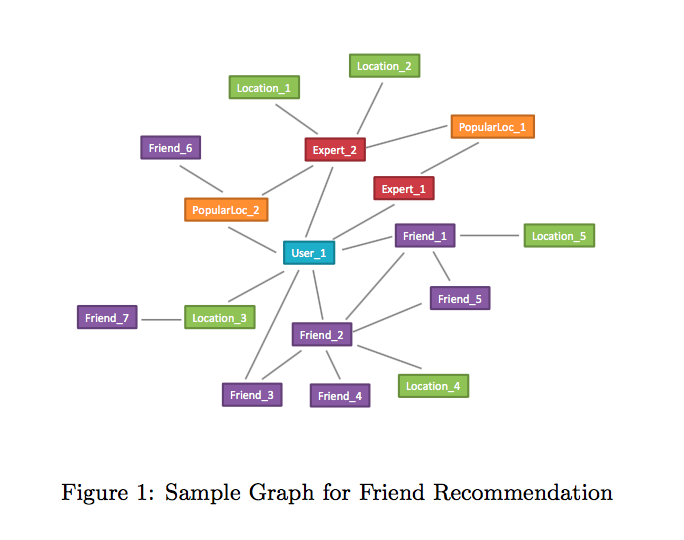 Location_2
Location_1
PopularLoc_1
Friend_6
Expert_2
Expert_1
PopularLoc_2
Friend_1
Location_5
User_1
Friend_5
Friend_7
Location_3
Friend_2
Location_4
Friend_3
Friend_4
Figure 1: Sample Graph for Friend Recommendation